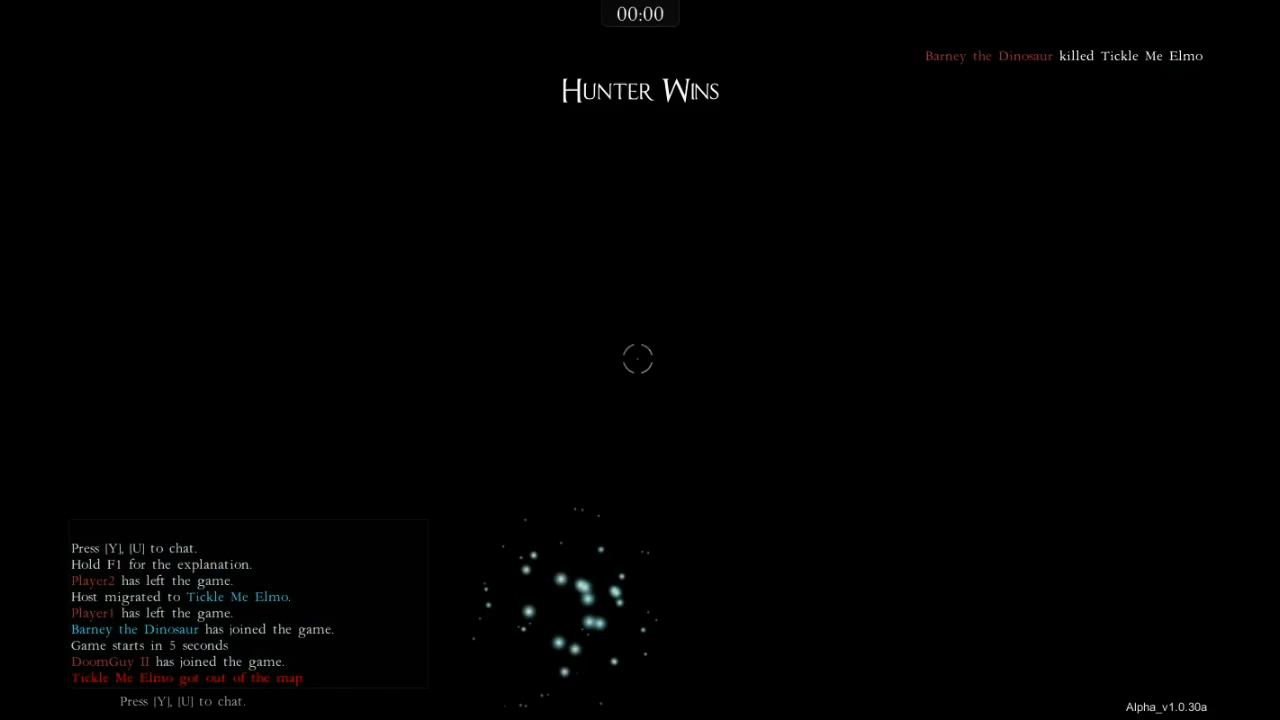 00:00
Barney the Dinosaur killed Tickle Me Elmo
Hunter Wins
Press [Y], [U] to chat.
Hold F1 for the explanation.
Player2 has left the game.
Host migrated to Tickle Me Elmo.
Player1 has left the game.
Barney the Dinosaur has joined the game.
Game starts in 5 seconds
DoomGuy II has joined the game.
Tickle Me Elmo got out of the map
Press [Y], [U] to chat.
Alpha_v1.0.30a